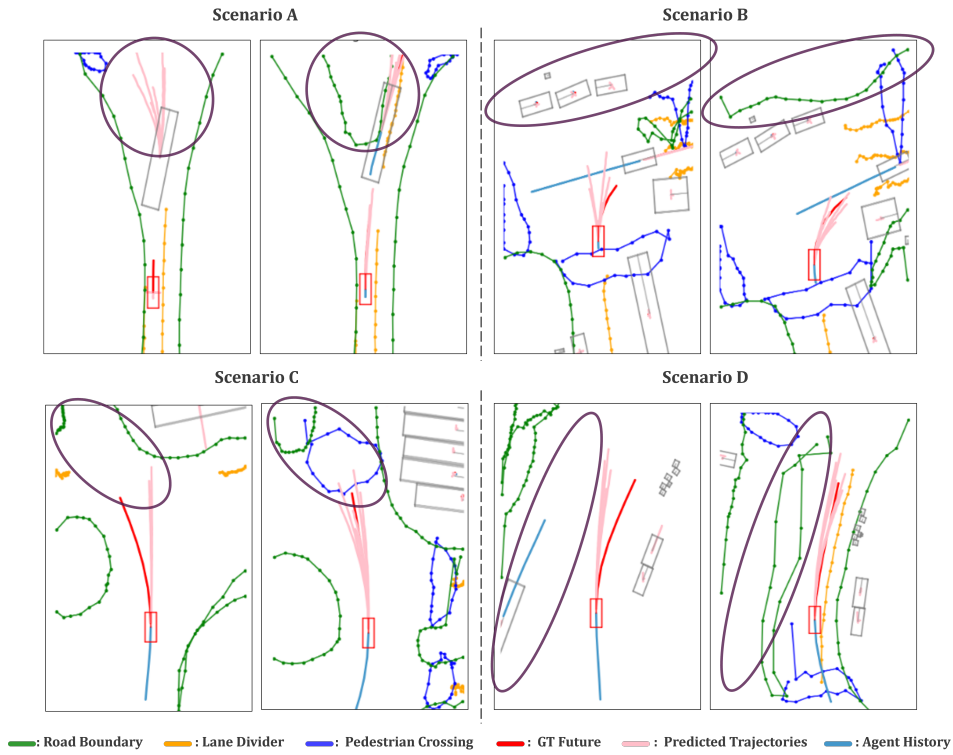 Scenario A
Scenario B
Scenario C
Scenario D
: Road Boundary : Lane Divider : Pedestrian Crossing : GT Future : Predicted Trajectories : Agent History